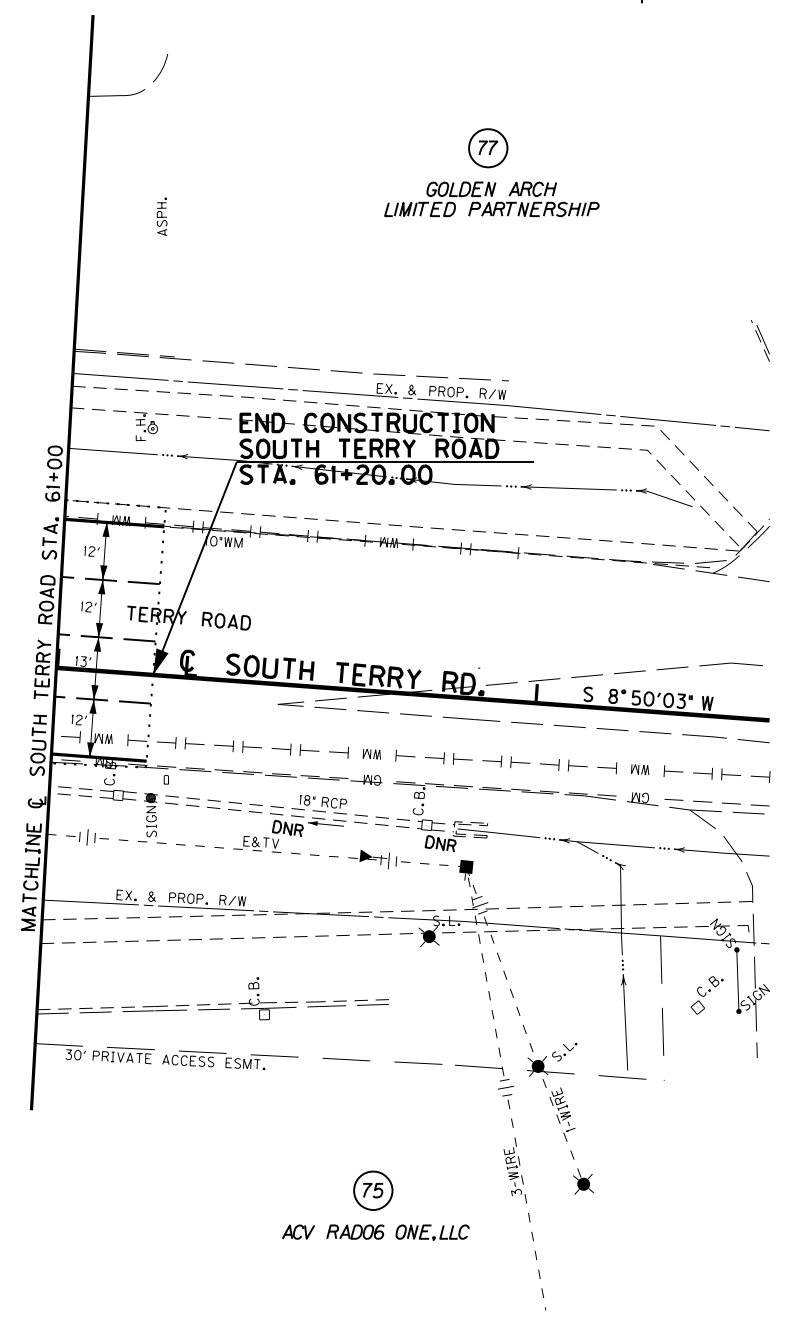 77
GOLDEN ARCH
LIMITED PARTNERSHIP
ASPH.
EX. & PROP. R/W
F.H.
END CONSTRUCTION
SOUTH TERRY ROAD
STA. 61+20.00
MATCHLINE ℄ SOUTH TERRY ROAD STA. 61+00
WM
10"WM
WM
12'
12'
TERRY ROAD
13'
℄ SOUTH TERRY RD.
S 8°50'03" W
12'
WM
WM
WM
GM
GM
GM
C.B.
SIGN
18" RCP
C.B.
DNR
DNR
E&TV
EX. & PROP. R/W
S.L.
SIGN
C.B.
SIGN
C.B.
30' PRIVATE ACCESS ESMT.
S.L.
1-WIRE
3-WIRE
75
ACV RADO6 ONE,LLC